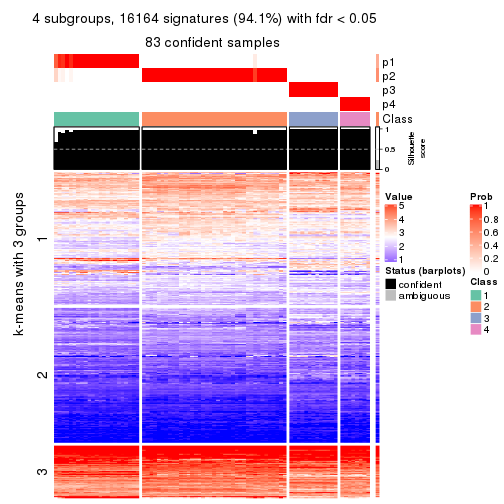 4 subgroups, 16164 signatures (94.1%) with fdr < 0.05
83 confident samples
p1
p2
p3
p4
Class
1
0.5
0
Silhouette
score
k-means with 3 groups
1
2
3
Value
5
4
3
2
1
Status (barplots)
confident
ambiguous
Prob
1
0.8
0.6
0.4
0.2
0
Class
1
2
3
4